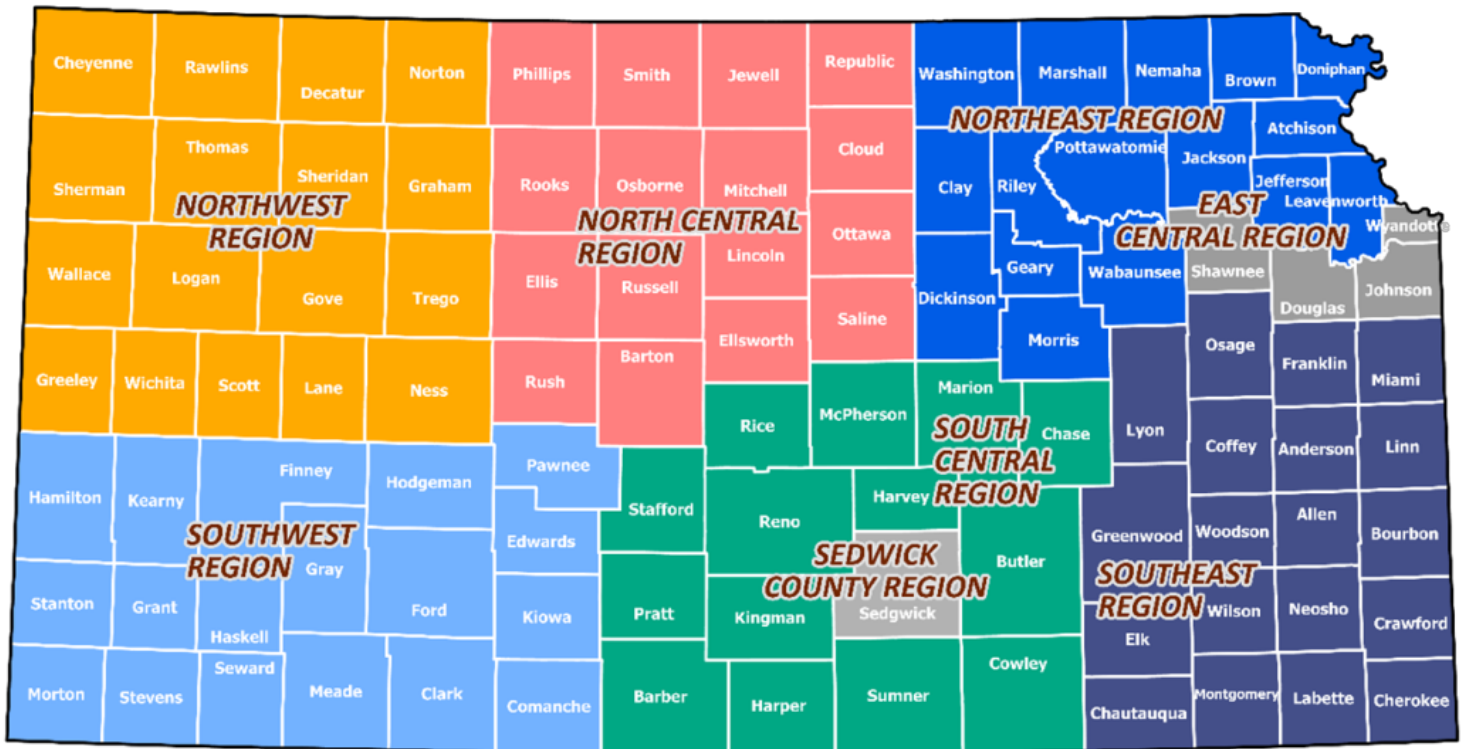 Cheyenne
Rawlins
Decatur
Norton
Phillips
Smith
Jewell
Republic
Washington
Marshall
Nemaha
Brown
Doniphan
NORTHEAST REGION
Thomas
Sherman
Sheridan
Graham
Rooks
Osborne
Mitchell
Cloud
Clay
Riley
Pottawatomie
Jackson
Atchison
Jefferson
Leavenworth
NORTHWEST
REGION
NORTH CENTRAL
REGION
EAST
CENTRAL REGION
Wyandotte
Wallace
Logan
Gove
Trego
Ellis
Russell
Lincoln
Ottawa
Dickinson
Geary
Wabaunsee
Shawnee
Douglas
Johnson
Ellsworth
Saline
Morris
Osage
Franklin
Miami
Greeley
Wichita
Scott
Lane
Ness
Rush
Barton
Rice
McPherson
Marion
Chase
Lyon
Coffey
Anderson
Linn
SOUTH
CENTRAL
REGION
Hamilton
Kearny
Finney
Hodgeman
Pawnee
Stafford
Reno
Harvey
Greenwood
Woodson
Allen
Bourbon
SOUTHWEST
REGION
Gray
Edwards
SEDWICK
COUNTY REGION
Butler
SOUTHEAST
REGION
Stanton
Grant
Haskell
Ford
Kiowa
Pratt
Kingman
Sedgwick
Elk
Wilson
Neosho
Crawford
Morton
Stevens
Seward
Meade
Clark
Comanche
Barber
Harper
Sumner
Cowley
Chautauqua
Montgomery
Labette
Cherokee